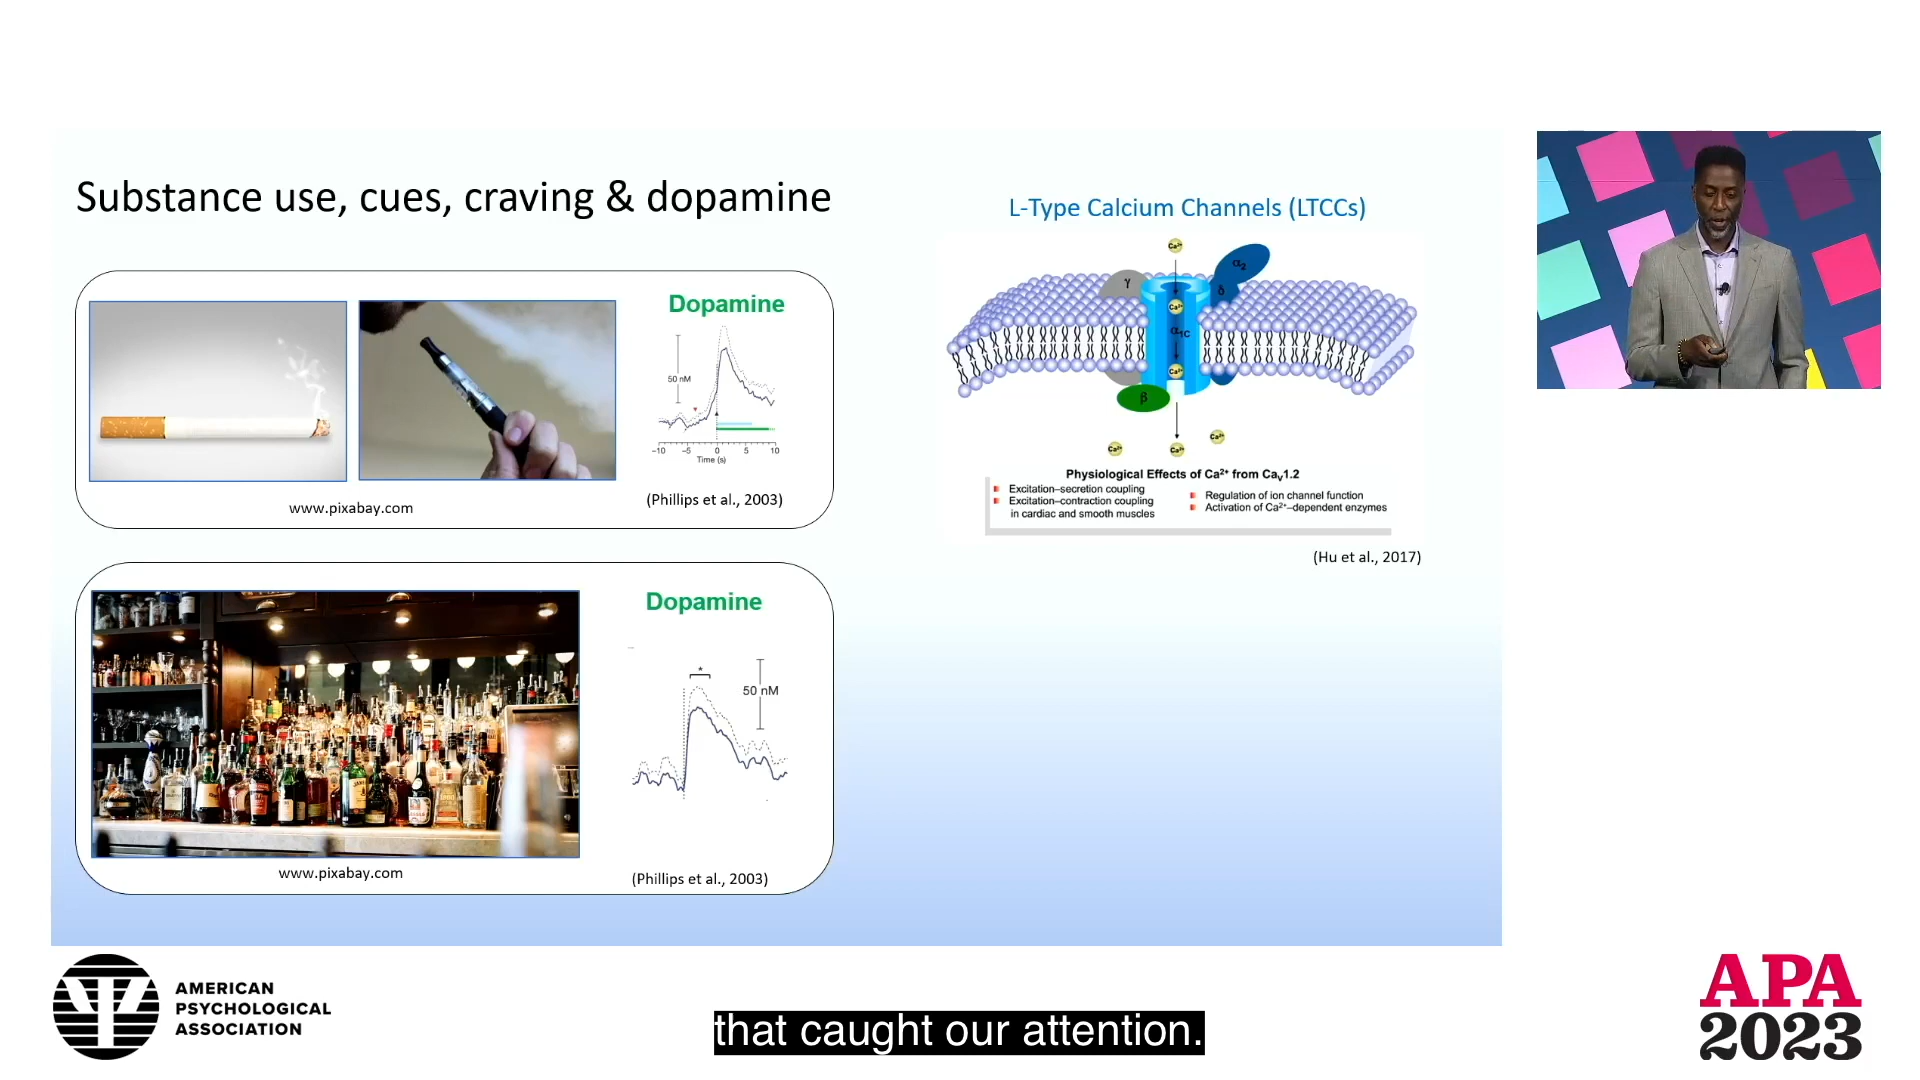 Substance use, cues, craving & dopamine
Dopamine
50 nM
-10 -5 0 5 10
Time (s)
www.pixabay.com
(Phillips et al., 2003)
Dopamine
*
50 nM
www.pixabay.com
(Phillips et al., 2003)
L-Type Calcium Channels (LTCCs)
Ca²⁺
α₂
γ
δ
Ca²⁺
α₁C
Ca²⁺
β
Ca²⁺
Ca²⁺
Ca²⁺
Physiological Effects of Ca²⁺ from Caᵥ1.2
Excitation–secretion coupling
Excitation–contraction coupling
in cardiac and smooth muscles
Regulation of ion channel function
Activation of Ca²⁺–dependent enzymes
(Hu et al., 2017)
AMERICAN
PSYCHOLOGICAL
ASSOCIATION
that caught our attention.
APA
2023